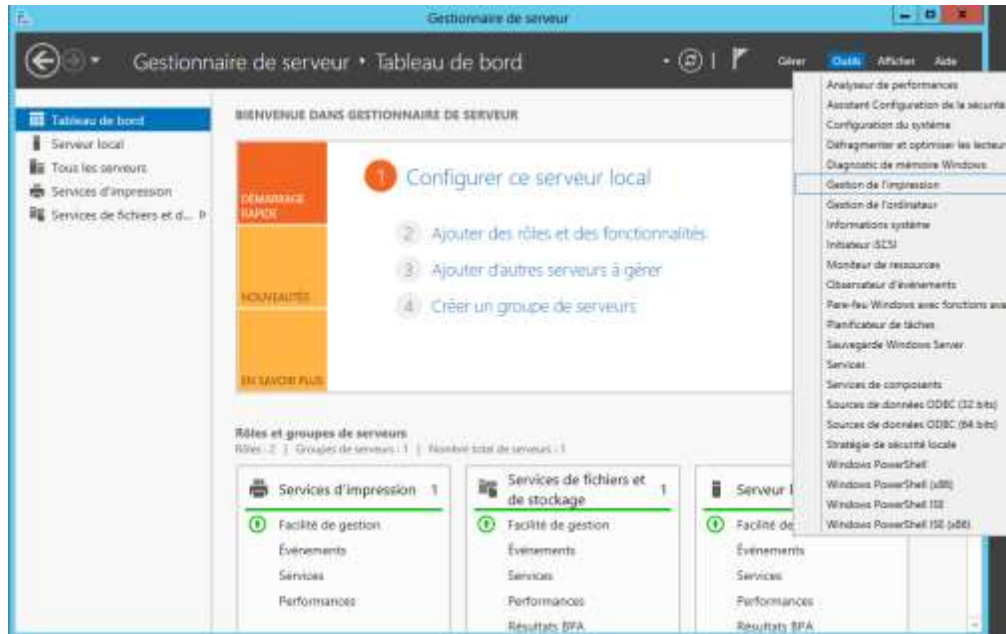 Gestionnaire de serveur
Gestionnaire de serveur • Tableau de bord
Gérer Outils Afficher Aide
Tableau de bord
Serveur local
Tous les serveurs
Services d'impression
Services de fichiers et d...
BIENVENUE DANS GESTIONNAIRE DE SERVEUR
DÉMARRAGE
RAPIDE
NOUVEAUTÉS
EN SAVOIR PLUS
1 Configurer ce serveur local
2 Ajouter des rôles et des fonctionnalités
3 Ajouter d'autres serveurs à gérer
4 Créer un groupe de serveurs
Analyseur de performances
Assistant Configuration de la sécurité
Configuration du système
Défragmenter et optimiser les lecteur
Diagnostic de mémoire Windows
Gestion de l'impression
Gestion de l'ordinateur
Informations système
Initiateur iSCSI
Moniteur de ressources
Observateur d'événements
Pare-feu Windows avec fonctions ava
Planificateur de tâches
Sauvegarde Windows Server
Services
Services de composants
Sources de données ODBC (32 bits)
Sources de données ODBC (64 bits)
Stratégie de sécurité locale
Windows PowerShell
Windows PowerShell (x86)
Windows PowerShell ISE
Windows PowerShell ISE (x86)
Rôles et groupes de serveurs
Rôles : 2 | Groupes de serveurs : 1 | Nombre total de serveurs : 1
Services d'impression 1
Facilité de gestion
Événements
Services
Performances
Services de fichiers et
de stockage 1
Facilité de gestion
Événements
Services
Performances
Résultats BPA
Serveur l
Facilité de
Événements
Services
Performances
Résultats BPA